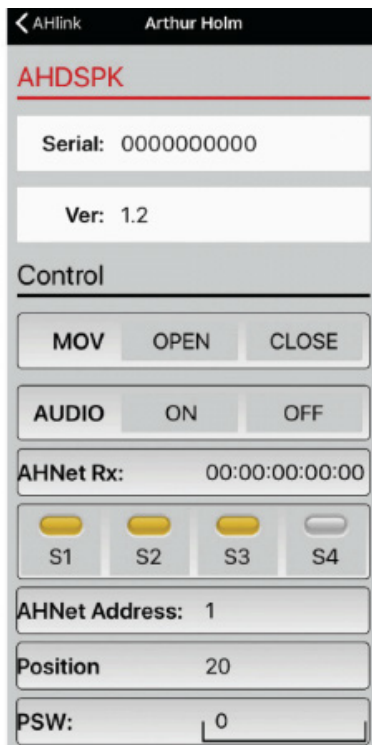 AHlink Arthur Holm
AHDSPK
Serial: 0000000000
Ver: 1.2
Control
MOV OPEN CLOSE
AUDIO ON OFF
AHNet Rx: 00:00:00:00:00
S1 S2 S3 S4
AHNet Address: 1
Position 20
PSW: 0